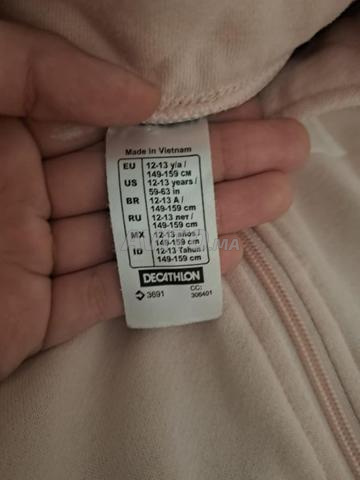 Made in Vietnam
EU 12-13 y/a /
149-159 CM
US 12-13 years /
59-63 in
BR 12-13 A /
149-159 cm
RU 12-13 лет /
149-159 см
MX 12-13 años /
149-159 cm
ID 12-13 Tahun /
149-159 cm
DECATHLON
3691
CC:
306401